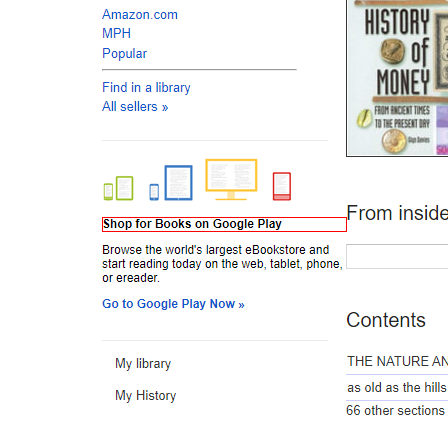 Amazon.com
MPH
Popular
Find in a library
All sellers »
Shop for Books on Google Play
Browse the world's largest eBookstore and
start reading today on the web, tablet, phone,
or ereader.
Go to Google Play Now »
My library
My History
HISTORY
OF
MONEY
FROM ANCIENT TIMES
TO THE PRESENT DAY
Glyn Davies
From inside
Contents
THE NATURE AN
as old as the hills
66 other sections